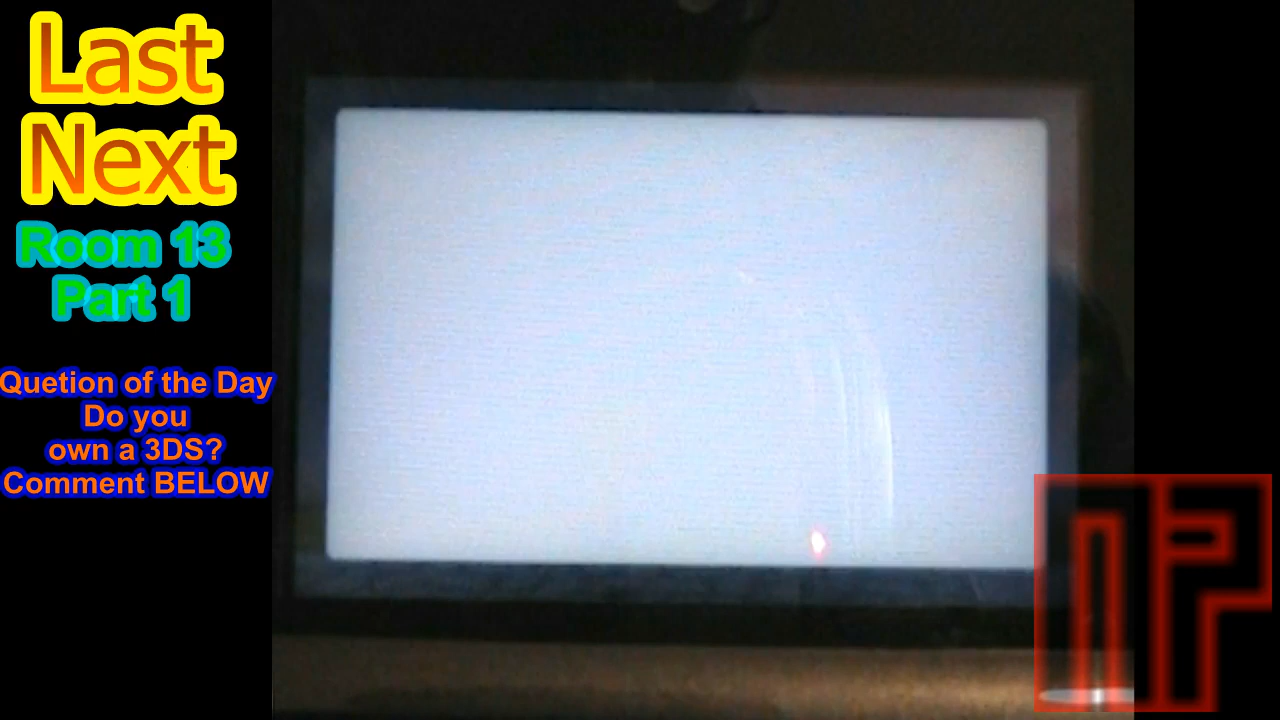 Last
Next
Room 13
Part 1
Quetion of the Day
Do you
own a 3DS?
Comment BELOW